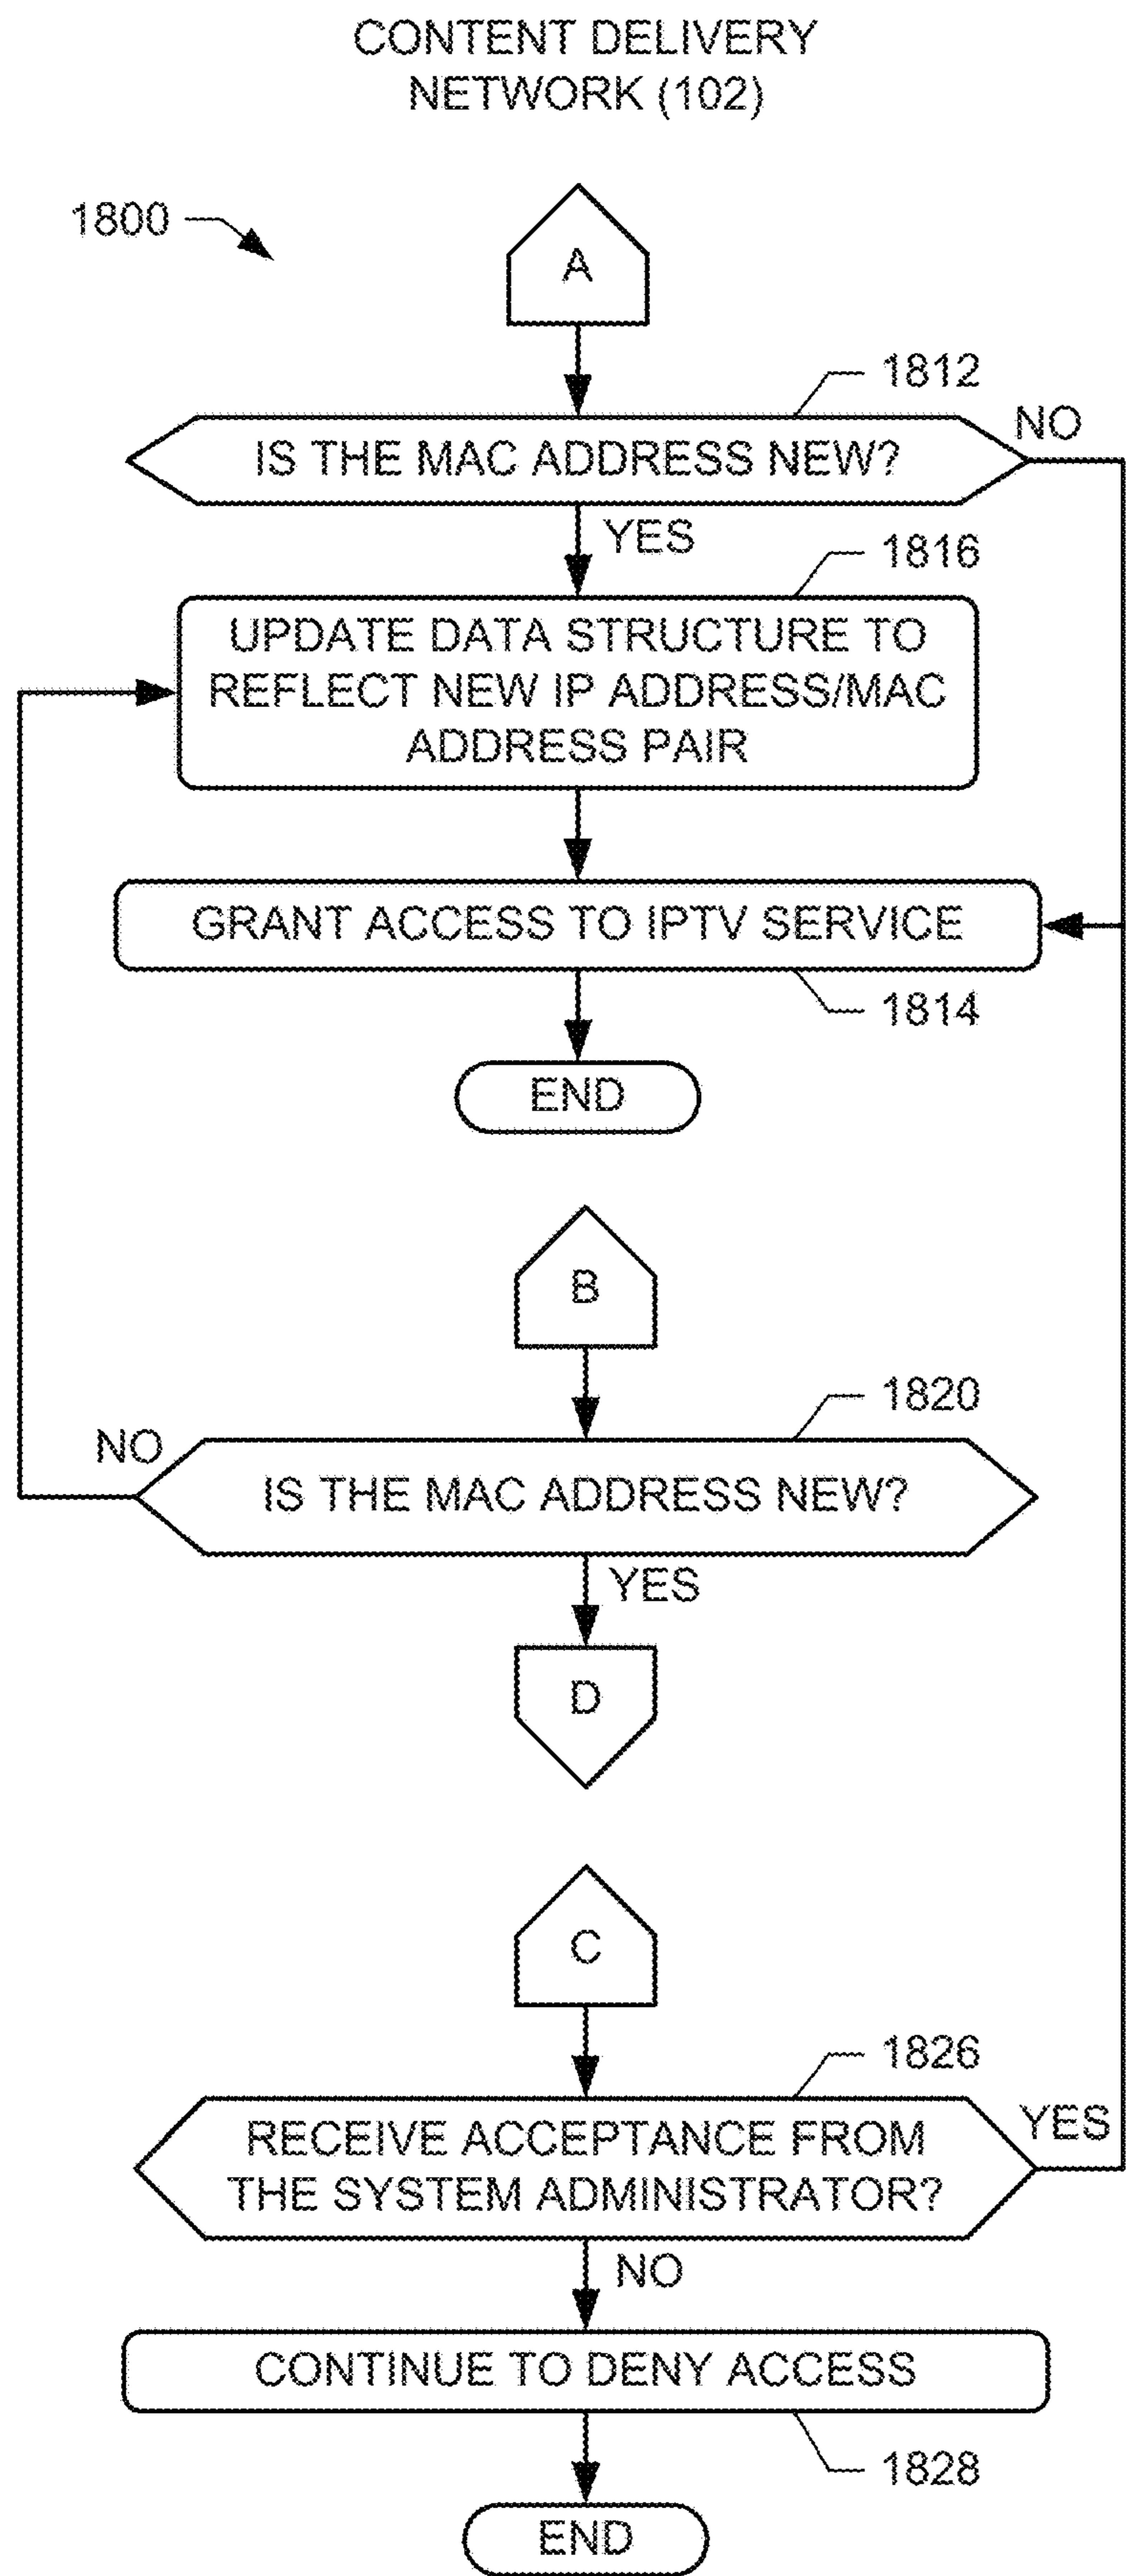 CONTENT DELIVERY
NETWORK (102)
1800
A
1812
IS THE MAC ADDRESS NEW?
NO
YES
1816
UPDATE DATA STRUCTURE TO
REFLECT NEW IP ADDRESS/MAC
ADDRESS PAIR
GRANT ACCESS TO IPTV SERVICE
1814
END
B
1820
NO
IS THE MAC ADDRESS NEW?
YES
D
C
1826
RECEIVE ACCEPTANCE FROM
THE SYSTEM ADMINISTRATOR?
YES
NO
CONTINUE TO DENY ACCESS
1828
END